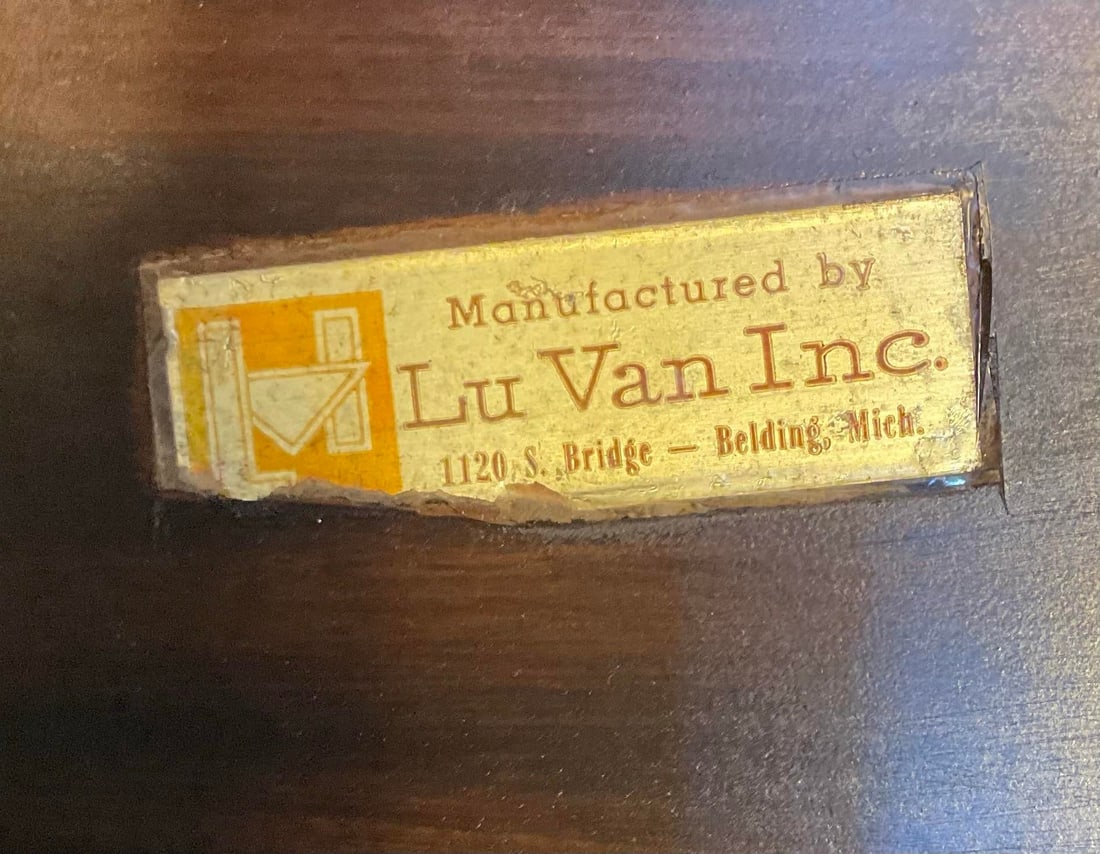 Manufactured by
Lu Van Inc.
1120 S. Bridge — Belding, Mich.